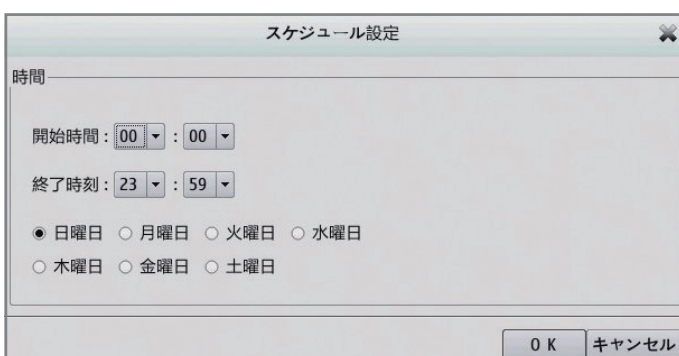 スケジュール設定
時間
開始時間 : 00 : 00
終了時刻 : 23 : 59
日曜日 月曜日 火曜日 水曜日
木曜日 金曜日 土曜日
OK キャンセル